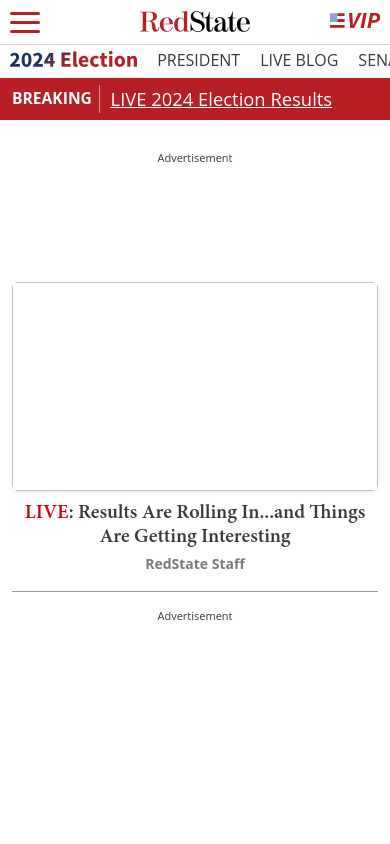 RedState
VIP
2024 Election PRESIDENT LIVE BLOG SENA
BREAKING LIVE 2024 Election Results
Advertisement
LIVE: Results Are Rolling In...and Things
Are Getting Interesting
RedState Staff
Advertisement